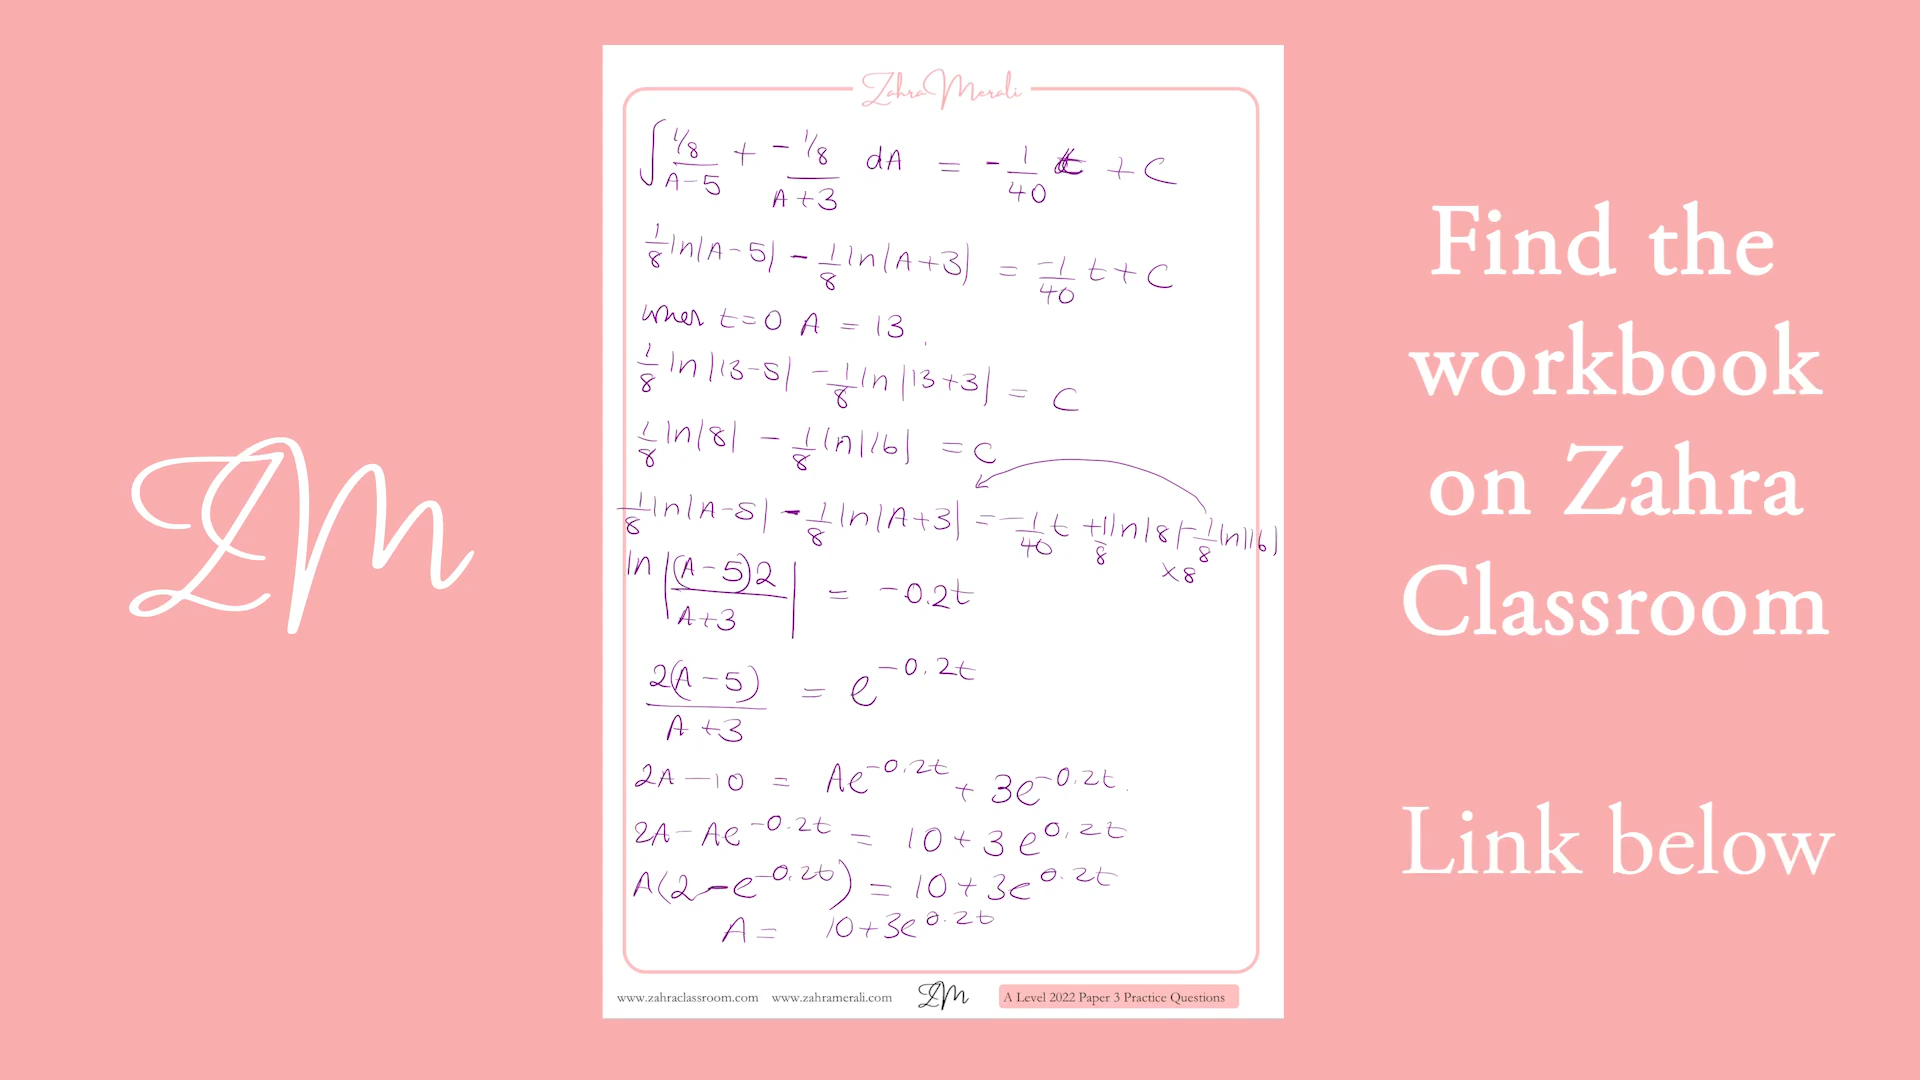 Zahra Merali
∫ 1/8/(A-5) + -1/8/(A+3) dA = -1/40 t + C
1/8 ln|A-5| - 1/8 ln|A+3| = -1/40 t + C
when t=0 A = 13
1/8 ln|13-5| - 1/8 ln|13+3| = C
1/8 ln|8| - 1/8 ln|16| = C
1/8 ln|A-5| - 1/8 ln|A+3| = -1/40 t + 1/8 ln|8| - 1/8 ln|16|
×8
ln |(A-5)2/(A+3)| = -0.2t
2(A-5)/(A+3) = e^-0.2t
2A-10 = Ae^-0.2t + 3e^-0.2t
2A-Ae^-0.2t = 10+3e^0.2t
A(2-e^-0.2t) = 10+3e^0.2t
A = 10+3e^0.2t
www.zahraclassroom.com www.zahramerali.com ZM A Level 2022 Paper 3 Practice Questions
ZM
Find the
workbook
on Zahra
Classroom
Link below